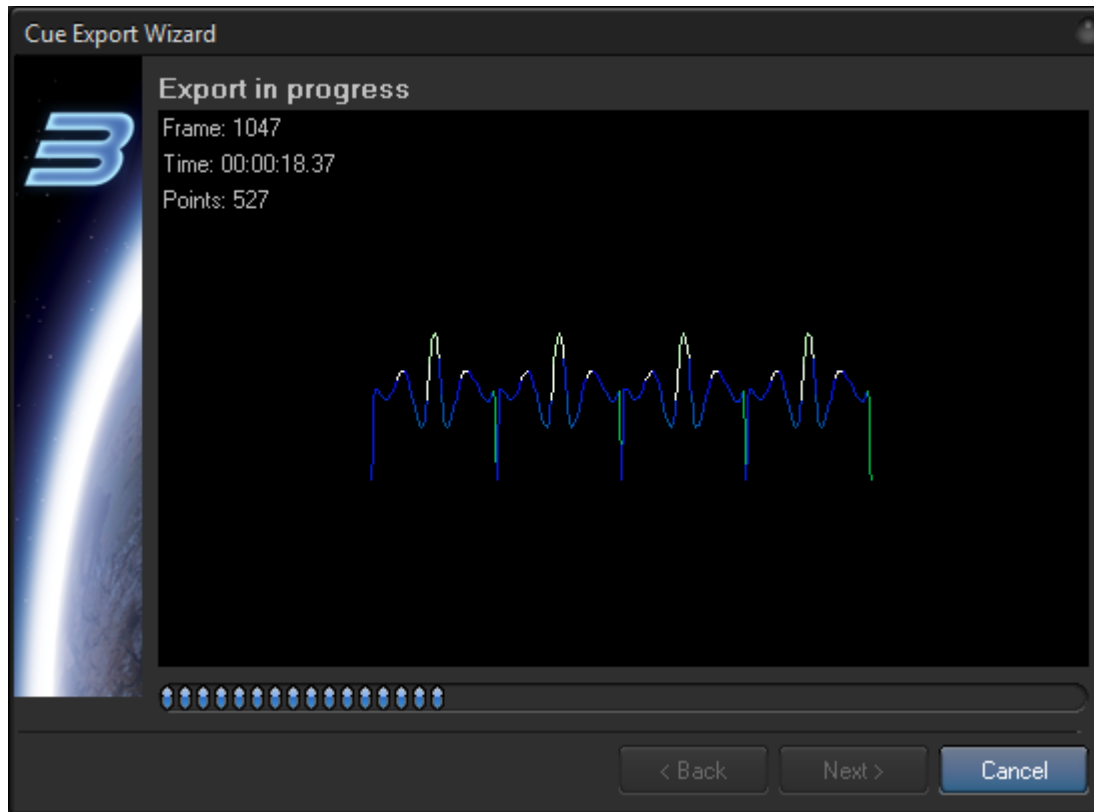 Cue Export Wizard
Export in progress
Frame: 1047
Time: 00:00:18.37
Points: 527
< Back
Next >
Cancel